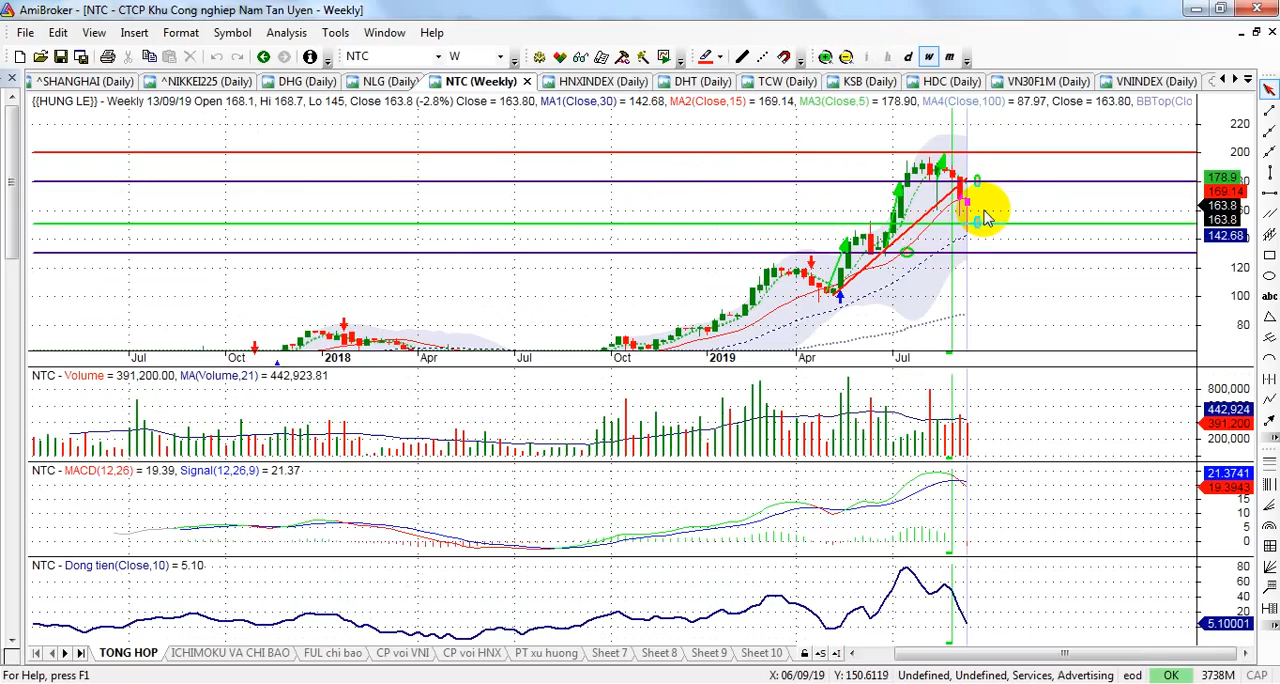 AmiBroker - [NTC - CTCP Khu Cong nghiep Nam Tan Uyen - Weekly]
File Edit View Insert Format Symbol Analysis Tools Window Help
NTC W i h d w m
^SHANGHAI (Daily) ^NIKKEI225 (Daily) DHG (Daily) NLG (Daily) NTC (Weekly) HNXINDEX (Daily) DHT (Daily) TCW (Daily) KSB (Daily) HDC (Daily) VN30F1M (Daily) VNINDEX (Daily)
{{HUNG LE}} - Weekly 13/09/19 Open 168.1, Hi 168.7, Lo 145, Close 163.8 (-2.8%) Close = 163.80, MA1(Close,30) = 142.68, MA2(Close,15) = 169.14, MA3(Close,5) = 178.90, MA4(Close,100) = 87.97, Close = 163.80, BBTop(Clo
220
200
178.9
169.14
163.8
163.8
142.68
120
100
80
Jul Oct 2018 Apr Jul Oct 2019 Apr Jul
NTC - Volume = 391,200.00, MA(Volume,21) = 442,923.81
800,000
442,924
391,200
200,000
NTC - MACD(12,26) = 19.39, Signal(12,26,9) = 21.37
21.3741
19.3943
15
10
5
0
NTC - Dong tien(Close,10) = 5.10
80
60
40
20
5.10001
TONG HOP ICHIMOKU VA CHI BAO FUL chi bao CP voi VNI CP voi HNX PT xu huong Sheet 7 Sheet 8 Sheet 9 Sheet 10
For Help, press F1 X: 06/09/19 Y: 150.6119 Undefined, Undefined, Services, Advertising eod OK 3738M CAP
abc